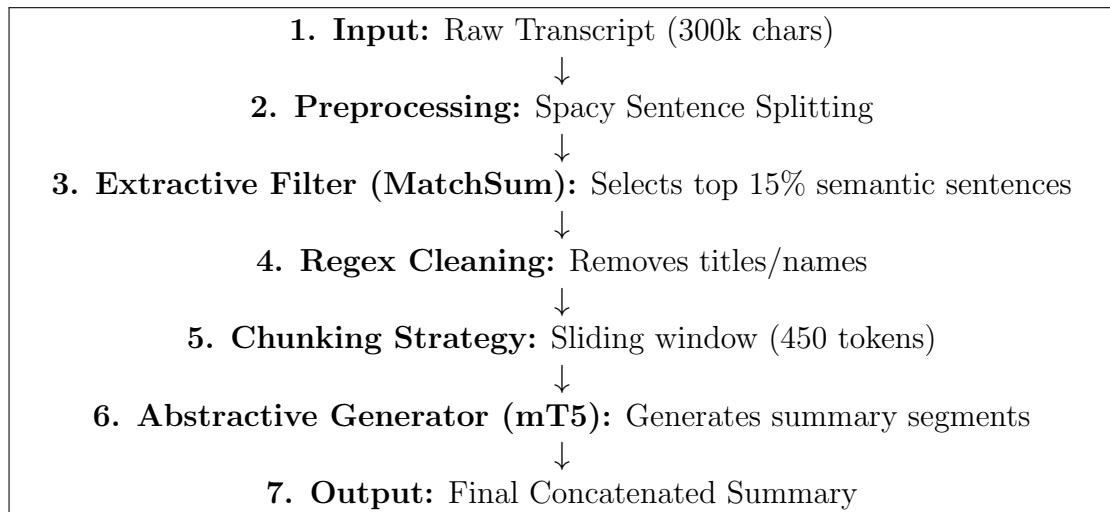 1. Input: Raw Transcript (300k chars)
↓
2. Preprocessing: Spacy Sentence Splitting
↓
3. Extractive Filter (MatchSum): Selects top 15% semantic sentences
↓
4. Regex Cleaning: Removes titles/names
↓
5. Chunking Strategy: Sliding window (450 tokens)
↓
6. Abstractive Generator (mT5): Generates summary segments
↓
7. Output: Final Concatenated Summary